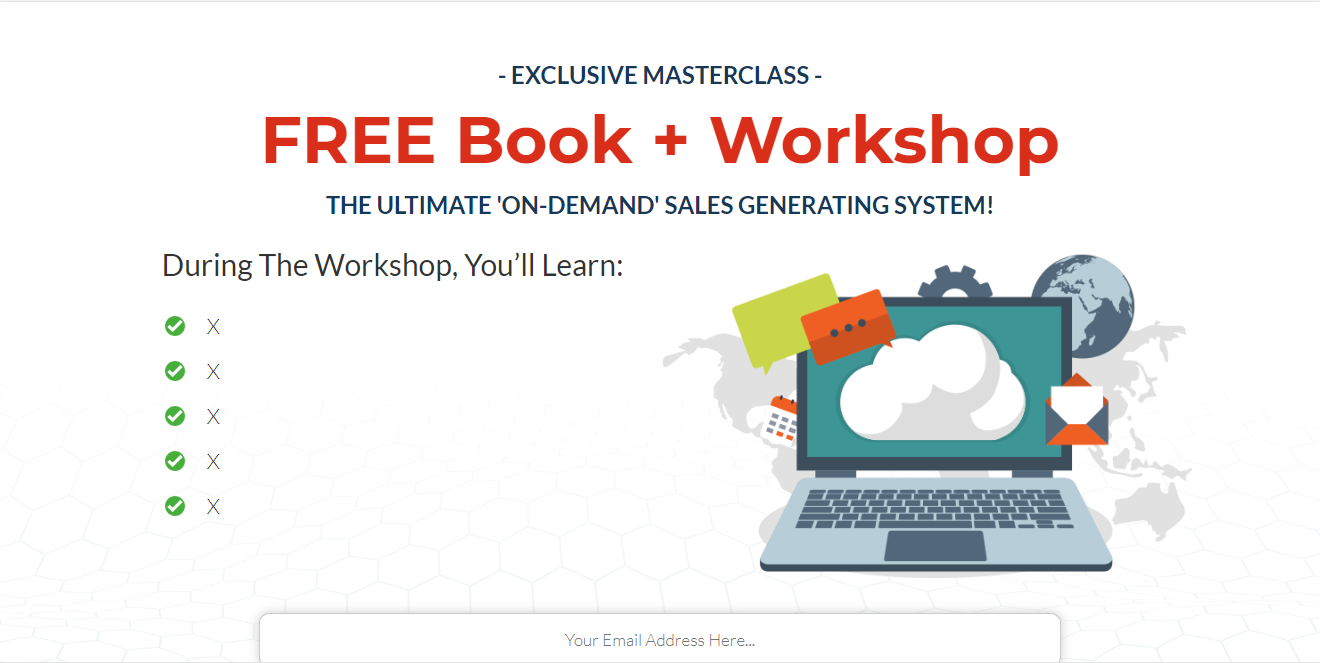 - EXCLUSIVE MASTERCLASS -
FREE Book + Workshop
THE ULTIMATE 'ON-DEMAND' SALES GENERATING SYSTEM!
During The Workshop, You’ll Learn:
X
X
X
X
X
Your Email Address Here...